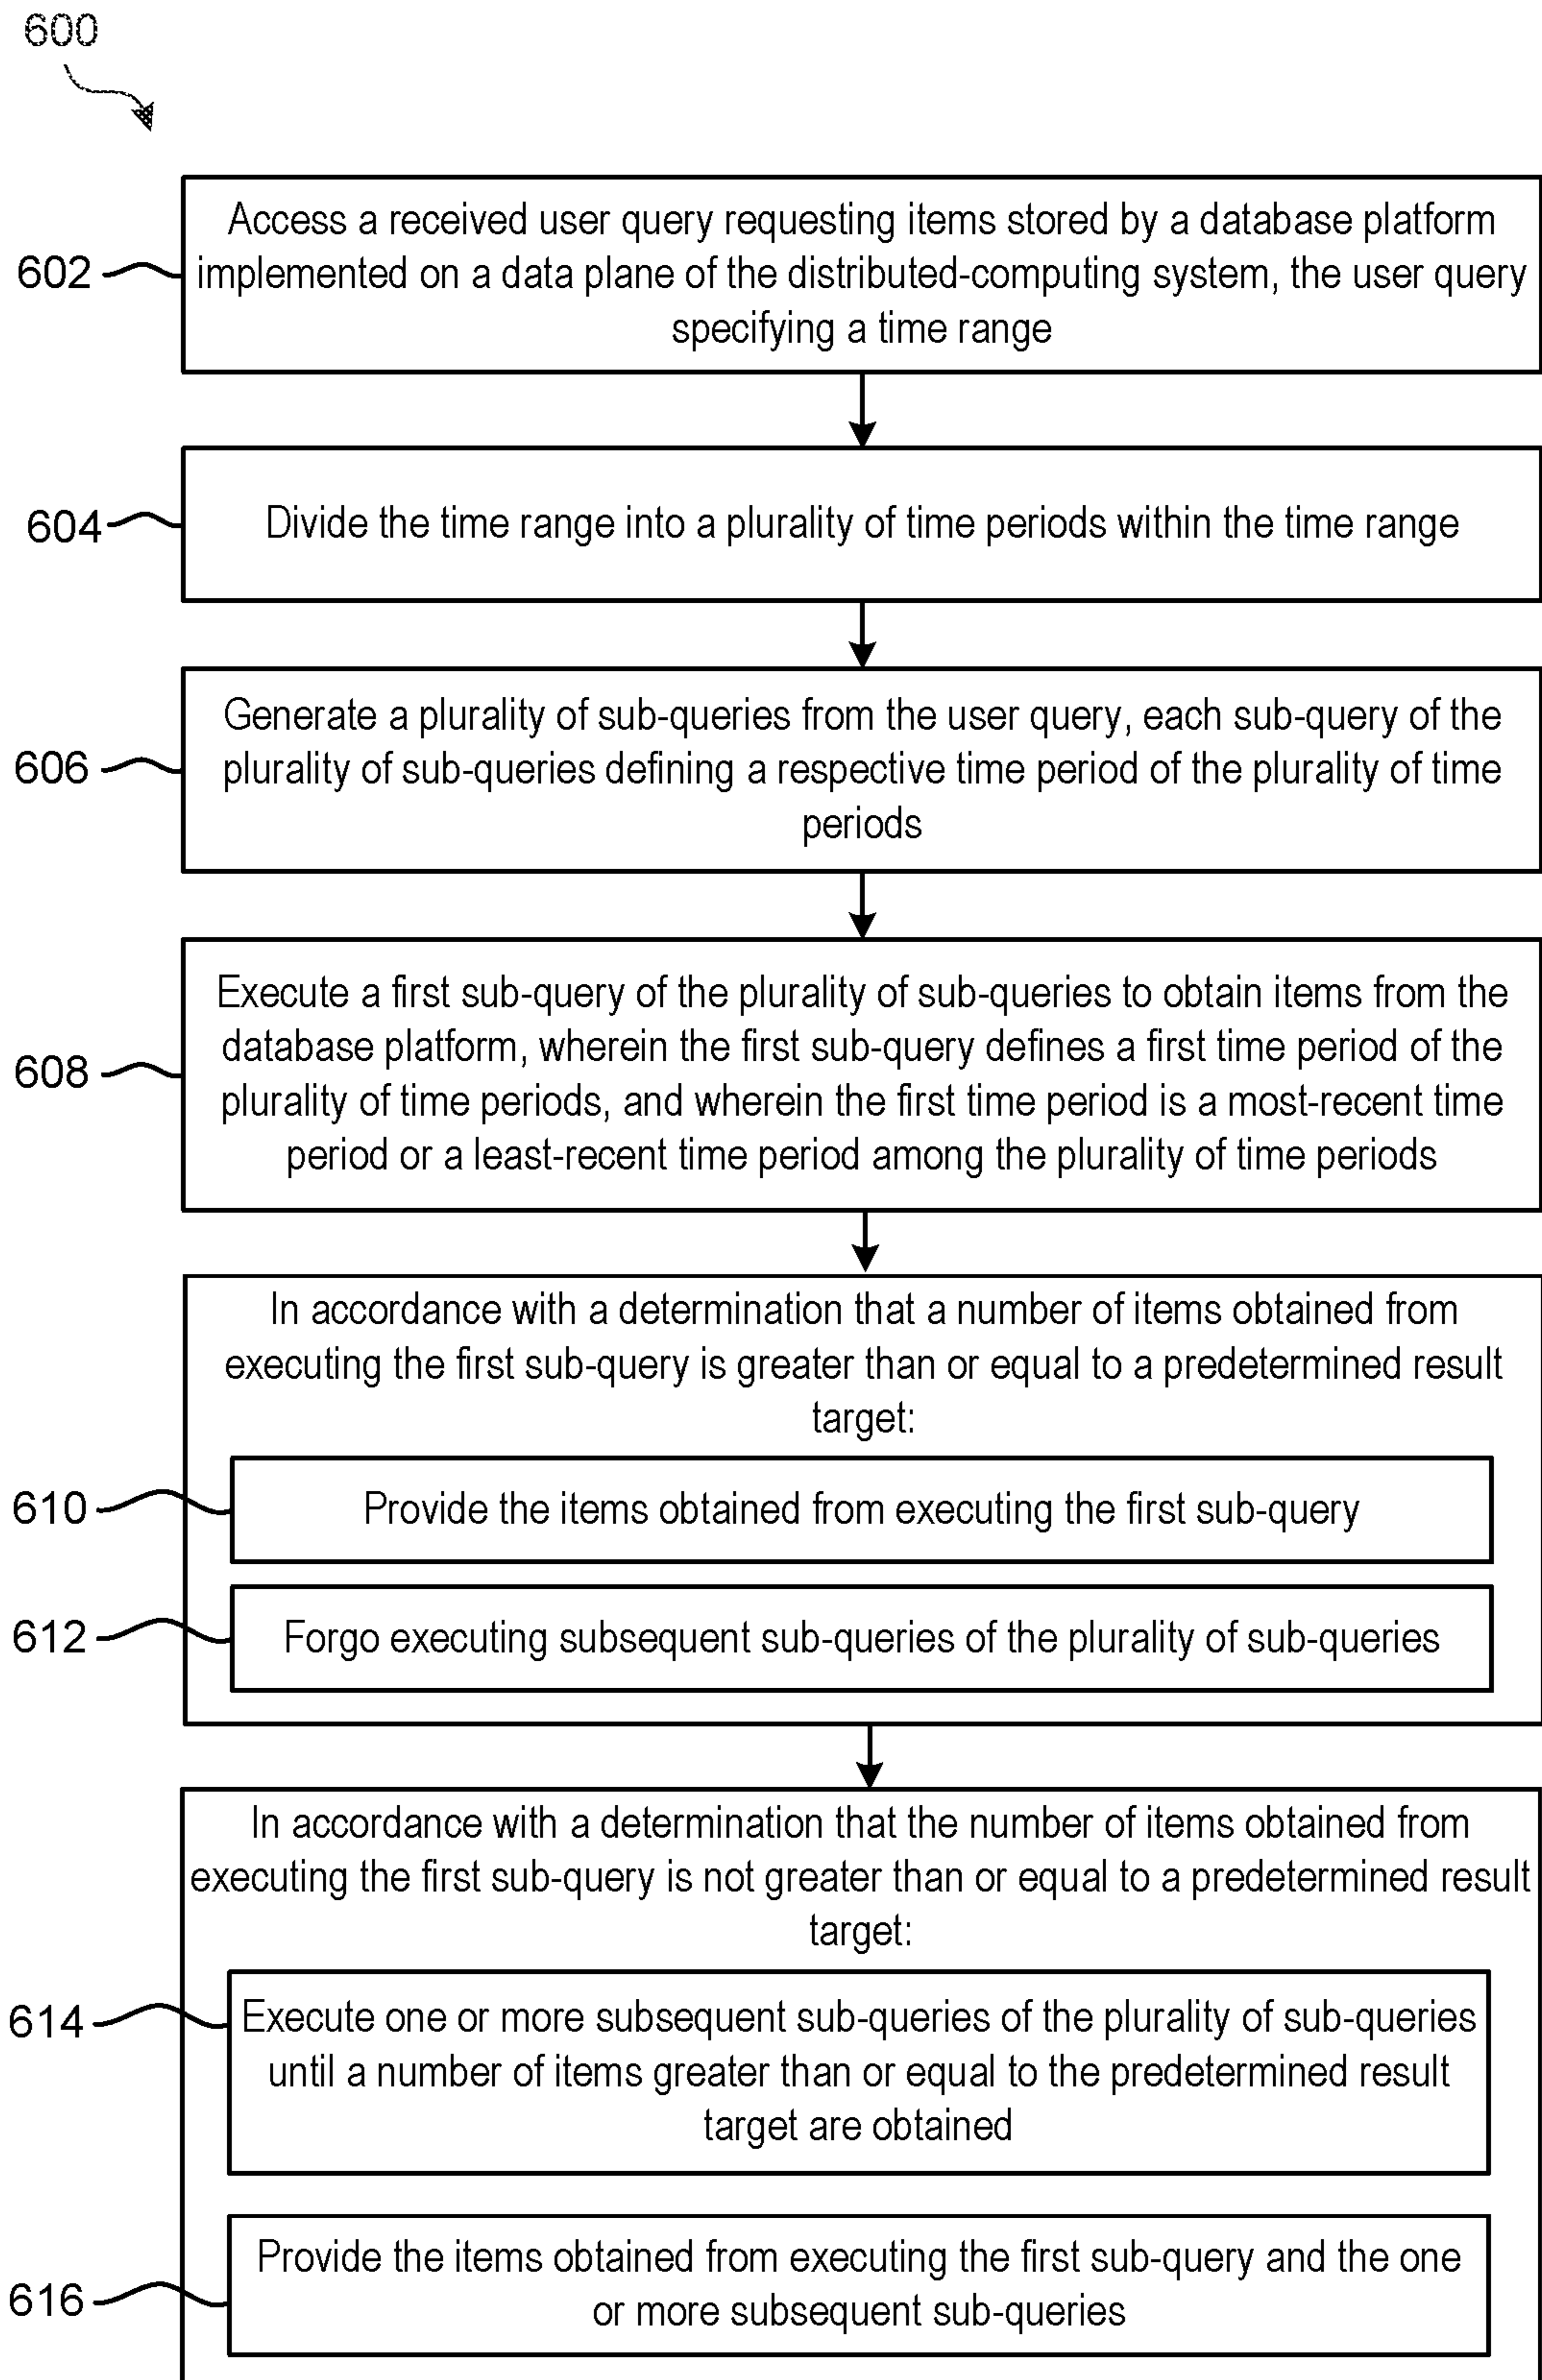 600
Access a received user query requesting items stored by a database platform
602
implemented on a data plane of the distributed-computing system, the user query
specifying a time range
604
Divide the time range into a plurality of time periods within the time range
Generate a plurality of sub-queries from the user query, each sub-query of the
606
plurality of sub-queries defining a respective time period of the plurality of time
periods
Execute a first sub-query of the plurality of sub-queries to obtain items from the
database platform, wherein the first sub-query defines a first time period of the
608
plurality of time periods, and wherein the first time period is a most-recent time
period or a least-recent time period among the plurality of time periods
In accordance with a determination that a number of items obtained from
executing the first sub-query is greater than or equal to a predetermined result
target:
610
Provide the items obtained from executing the first sub-query
612
Forgo executing subsequent sub-queries of the plurality of sub-queries
In accordance with a determination that the number of items obtained from
executing the first sub-query is not greater than or equal to a predetermined result
target:
614
Execute one or more subsequent sub-queries of the plurality of sub-queries
until a number of items greater than or equal to the predetermined result
target are obtained
616
Provide the items obtained from executing the first sub-query and the one
or more subsequent sub-queries